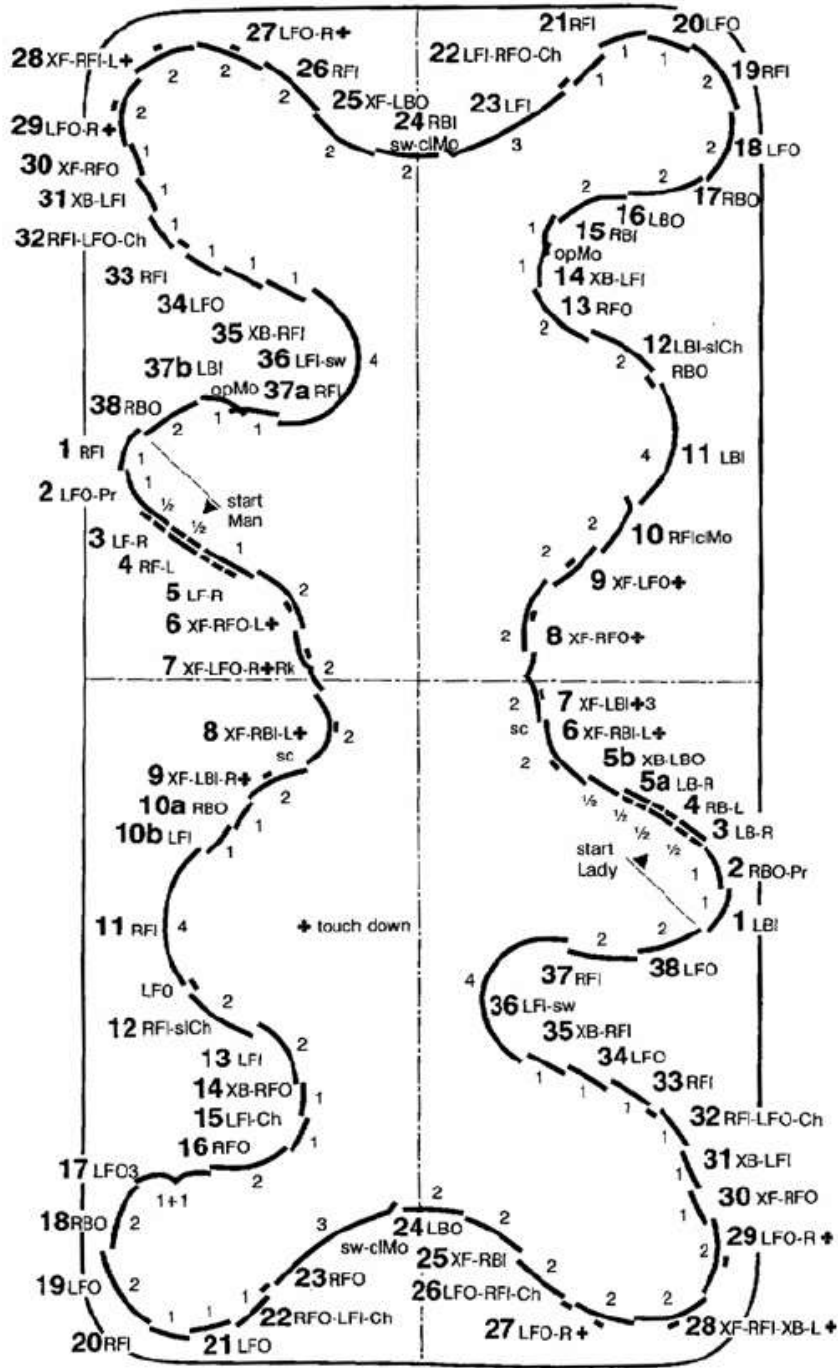 27 LFO-R+
28 XF-RFI-L+
26 RFI
25 XF-LBO
24 RBI
sw-clMo
29 LFO-R+
30 XF-RFO
31 XB-LFI
32 RFI-LFO-Ch
33 RFI
34 LFO
35 XB-RFI
36 LFI-sw
37b LBI
opMo 37a RFI
38 RBO
1 RFI
2 LFO-Pr
start
Man
3 LF-R
4 RF-L
5 LF-R
6 XF-RFO-L+
7 XF-LFO-R+Rk
8 XF-RBI-L+
sc
9 XF-LBI-R+
10a RBO
10b LFI
11 RFI
+ touch down
LFO
12 RFI-slCh
13 LFI
14 XB-RFO
15 LFI-Ch
16 RFO
17 LFO3
1+1
18 RBO
19 LFO
20 RFI
21 LFO
22 RFO-LFI-Ch
23 RFO
sw-clMo
21 RFI
20 LFO
22 LFI-RFO-Ch
19 RFI
23 LFI
18 LFO
17 RBO
16 LBO
15 RBI
opMo
14 XB-LFI
13 RFO
12 LBI-slCh
RBO
11 LBI
10 RFIclMo
9 XF-LFO+
8 XF-RFO+
7 XF-LBI+3
sc
6 XF-RBI-L+
5b XB-LBO
5a LB-R
4 RB-L
3 LB-R
start
Lady
2 RBO-Pr
1 LBI
38 LFO
37 RFI
36 LFI-sw
35 XB-RFI
34 LFO
33 RFI
32 RFI-LFO-Ch
31 XB-LFI
30 XF-RFO
29 LFO-R +
28 XF-RFI-XB-L+
27 LFO-R+
26 LFO-RFI-Ch
25 XF-RBI
24 LBO